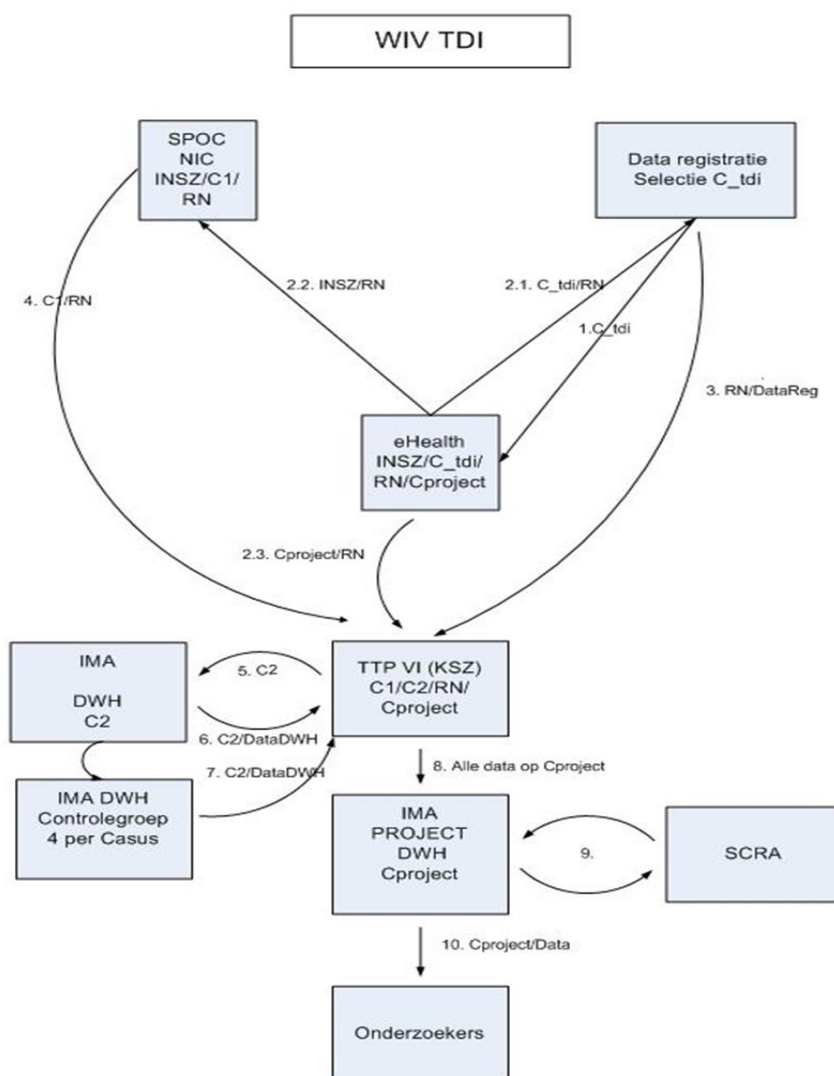 WIV TDI
SPOC
NIC
INSZ/C1/
RN
Data registratie
Selectie C_tdi
2.2. INSZ/RN
2.1. C_tdi/RN
4. C1/RN
1.C_tdi
3. RN/DataReg
eHealth
INSZ/C_tdi/
RN/Cproject
2.3. Cproject/RN
IMA
DWH
C2
5. C2
TTP VI (KSZ)
C1/C2/RN/
Cproject
6. C2/DataDWH
7. C2/DataDWH
8. Alle data op Cproject
IMA DWH
Controlegroep
4 per Casus
IMA
PROJECT
DWH
Cproject
9.
SCRA
10. Cproject/Data
Onderzoekers